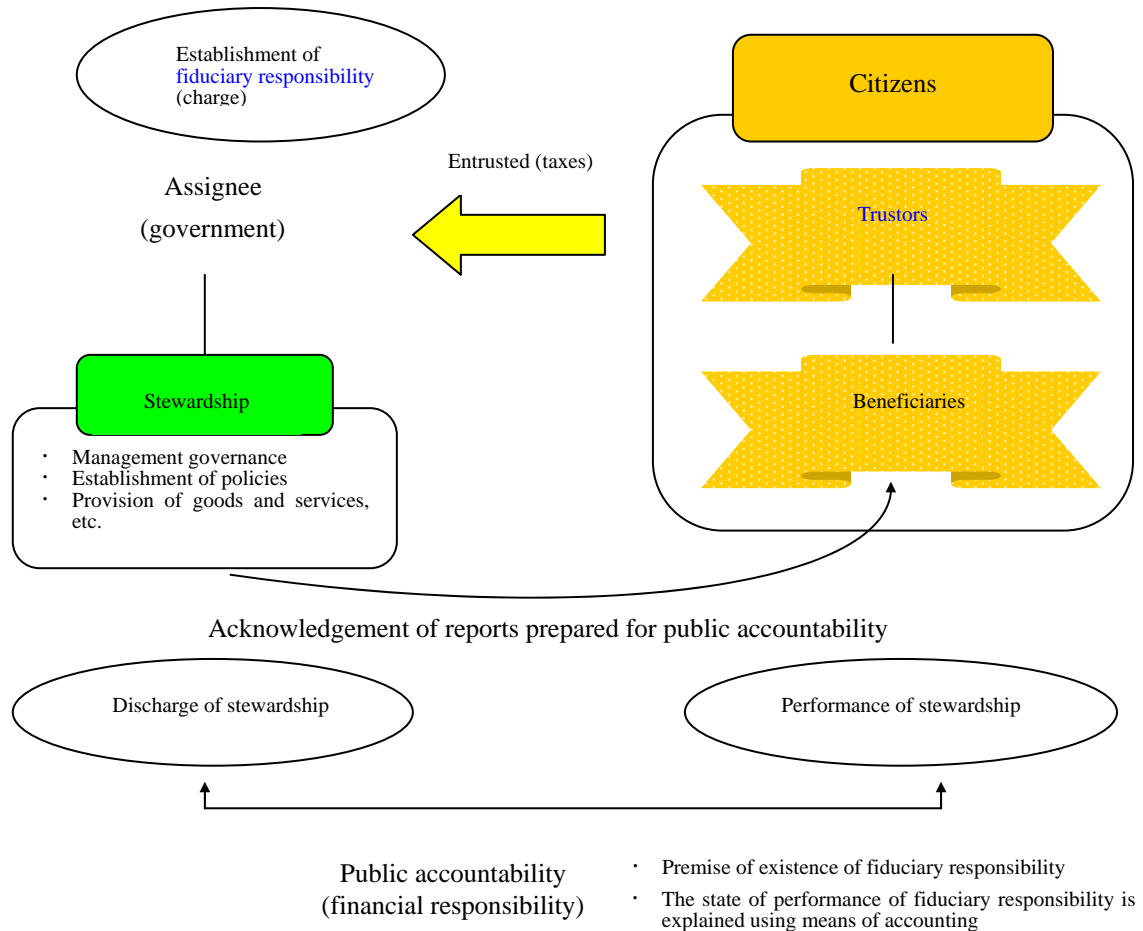 Establishment of
fiduciary responsibility
(charge)
Citizens
Entrusted (taxes)
Assignee
(government)
Trustors
Stewardship
Beneficiaries
・ Management governance
・ Establishment of policies
・ Provision of goods and services,
etc.
Acknowledgement of reports prepared for public accountability
Discharge of stewardship
Performance of stewardship
Public accountability
(financial responsibility)
・ Premise of existence of fiduciary responsibility
・ The state of performance of fiduciary responsibility is
explained using means of accounting